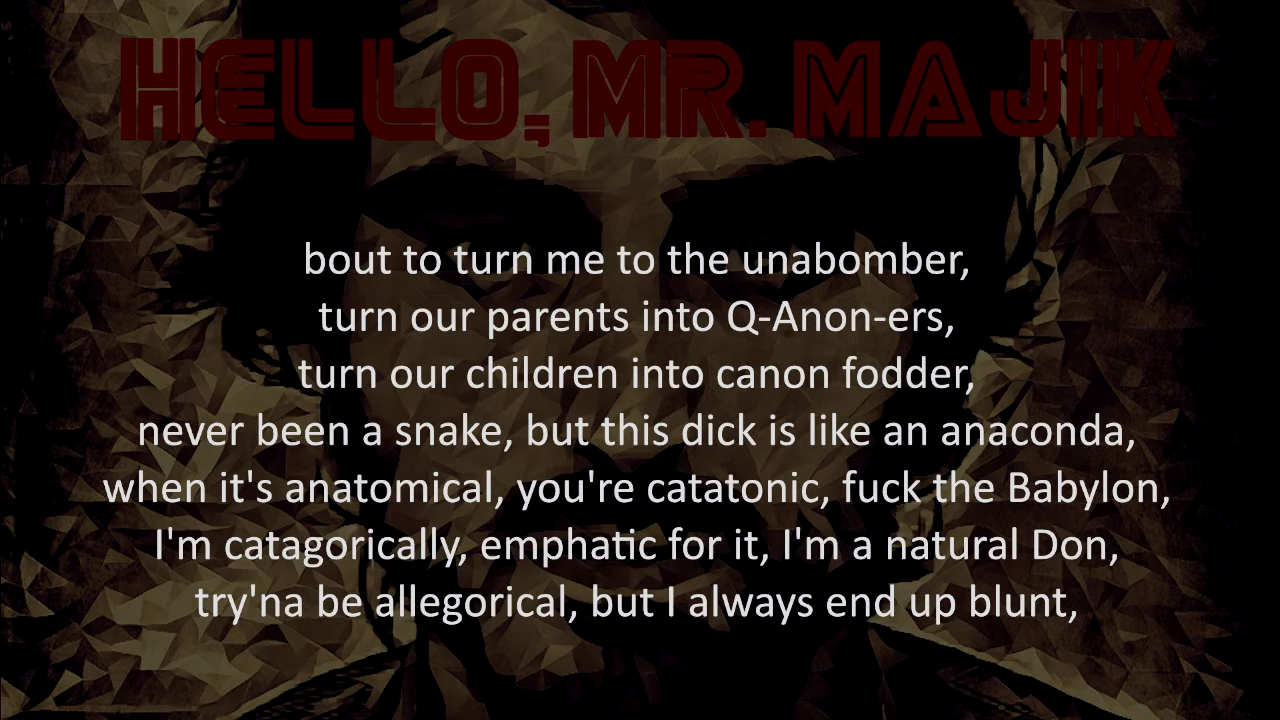 HELLO, MR. MAJIK
bout to turn me to the unabomber,
turn our parents into Q-Anon-ers,
turn our children into canon fodder,
never been a snake, but this dick is like an anaconda,
when it's anatomical, you're catatonic, fuck the Babylon,
I'm catagorically, emphatic for it, I'm a natural Don,
try'na be allegorical, but I always end up blunt,